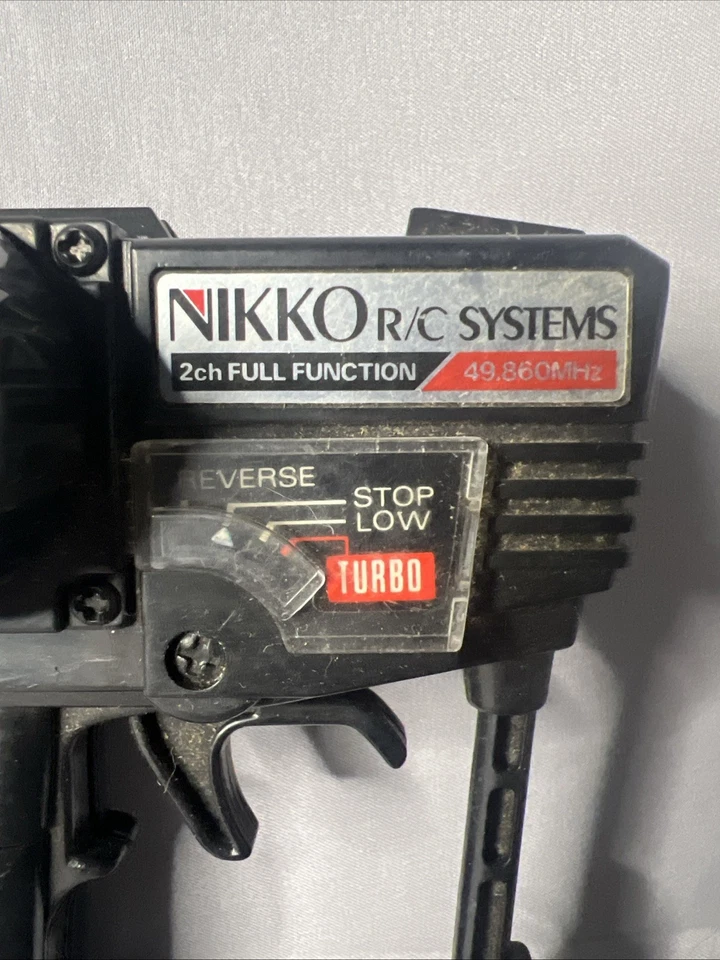 NIKKO R/C SYSTEMS
2ch FULL FUNCTION 49.860MHz
REVERSE
STOP
LOW
TURBO